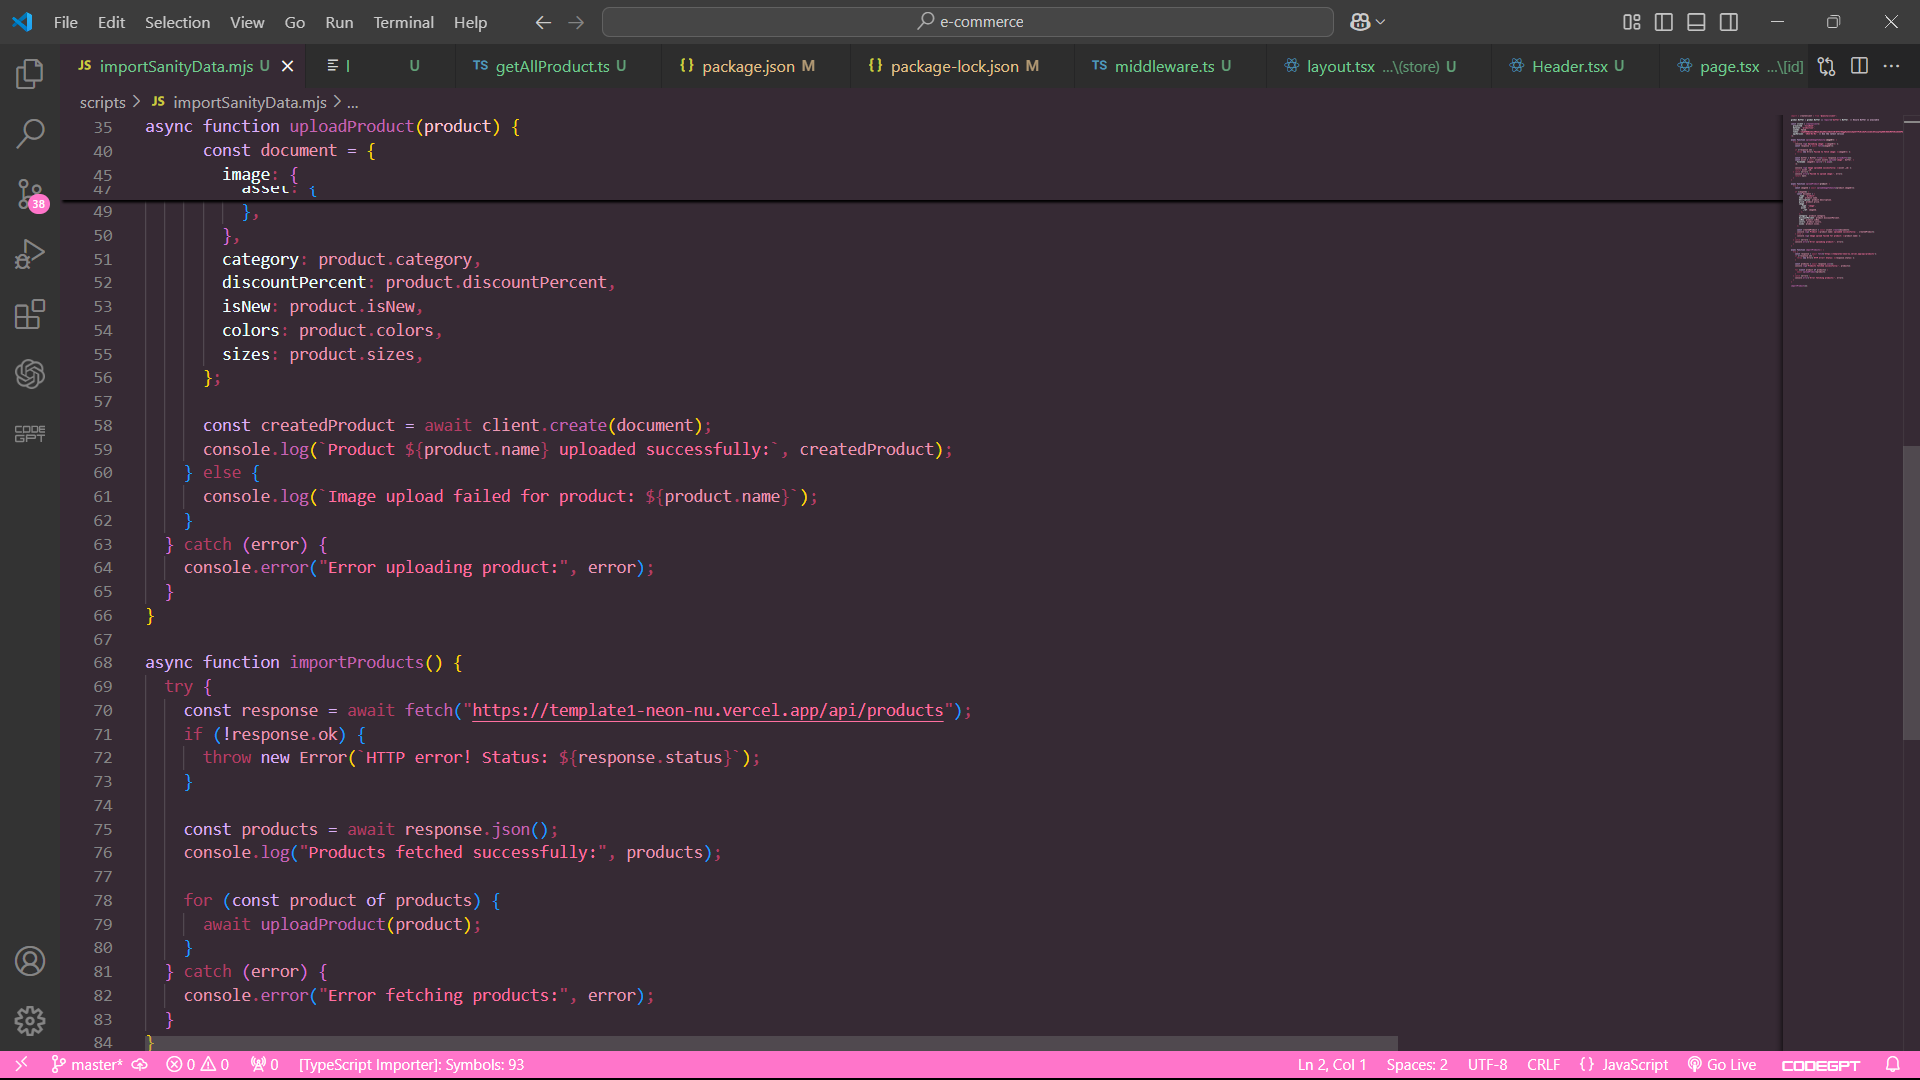 File Edit Selection View Go Run Terminal Help
e-commerce
JS importSanityData.mjs U
I U
TS getAllProduct.ts U
{} package.json M
{} package-lock.json M
TS middleware.ts U
layout.tsx ...\(store) U
Header.tsx U
page.tsx ...\[id]
scripts > JS importSanityData.mjs > ...
35 async function uploadProduct(product) {
40 const document = {
45 image: {
47 asset: {
49 },
50 },
51 category: product.category,
52 discountPercent: product.discountPercent,
53 isNew: product.isNew,
54 colors: product.colors,
55 sizes: product.sizes,
56 };
57
58 const createdProduct = await client.create(document);
59 console.log(`Product ${product.name} uploaded successfully:`, createdProduct);
60 } else {
61 console.log(`Image upload failed for product: ${product.name}`);
62 }
63 } catch (error) {
64 console.error("Error uploading product:", error);
65 }
66 }
67
68 async function importProducts() {
69 try {
70 const response = await fetch("https://template1-neon-nu.vercel.app/api/products");
71 if (!response.ok) {
72 throw new Error(`HTTP error! Status: ${response.status}`);
73 }
74
75 const products = await response.json();
76 console.log("Products fetched successfully:", products);
77
78 for (const product of products) {
79 await uploadProduct(product);
80 }
81 } catch (error) {
82 console.error("Error fetching products:", error);
83 }
84 }
38
CODE
GPT
master* 0 0 0 [TypeScript Importer]: Symbols: 93 Ln 2, Col 1 Spaces: 2 UTF-8 CRLF {} JavaScript Go Live CODEGPT